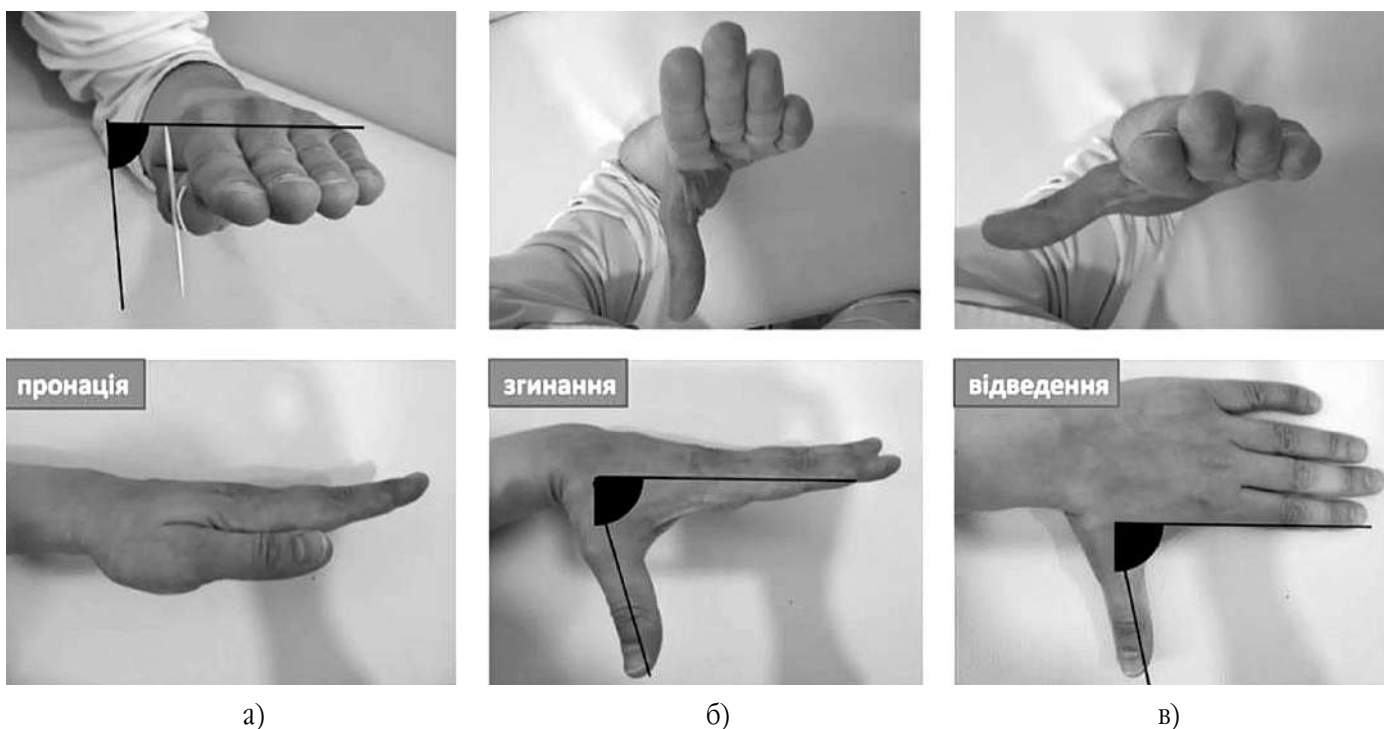 пронація
згинання
відведення
а)
б)
в)